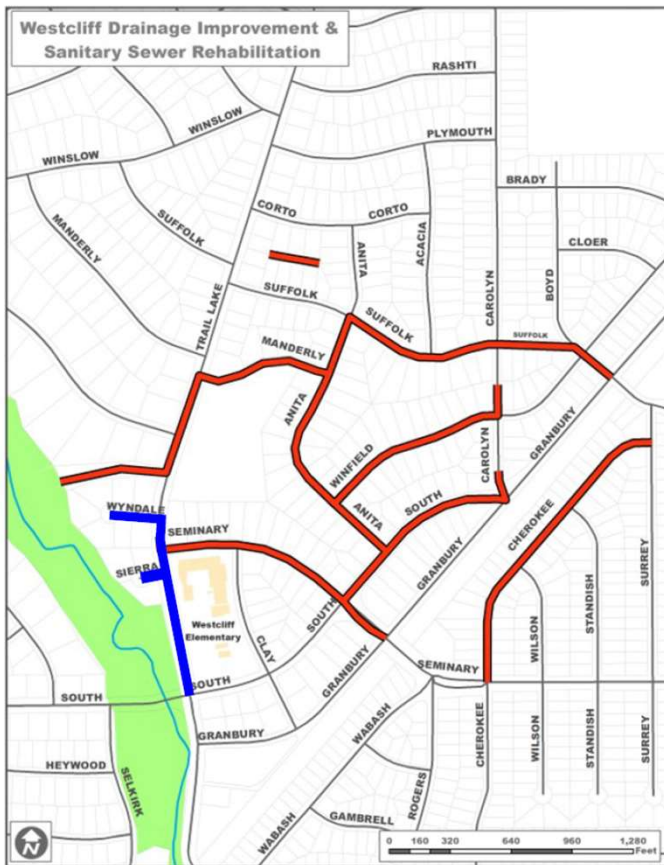 Westcliff Drainage Improvement &
Sanitary Sewer Rehabilitation
RASHTI
WINSLOW
PLYMOUTH
WINSLOW
BRADY
SUFFOLK
CORTO
CORTO
MANDERLY
ANITA
ACACIA
CLOER
BOYD
CAROLYN
SUFFOLK
TRAIL LAKE
SUFFOLK
SUFFOLK
MANDERLY
ANITA
GRANBURY
WINFIELD
CAROLYN
SOUTH
CHEROKEE
WYNDALE
SEMINARY
ANITA
GRANBURY
SURREY
SIERRA
STANDISH
Westcliff
Elementary
SOUTH
CLAY
WILSON
SEMINARY
GRANBURY
SOUTH
SOUTH
GRANBURY
WABASH
CHEROKEE
WILSON
STANDISH
SURREY
HEYWOOD
SELKIRK
ROGERS
WABASH
GAMBRELL
N
0 160 320 640 960 1,280
Feet